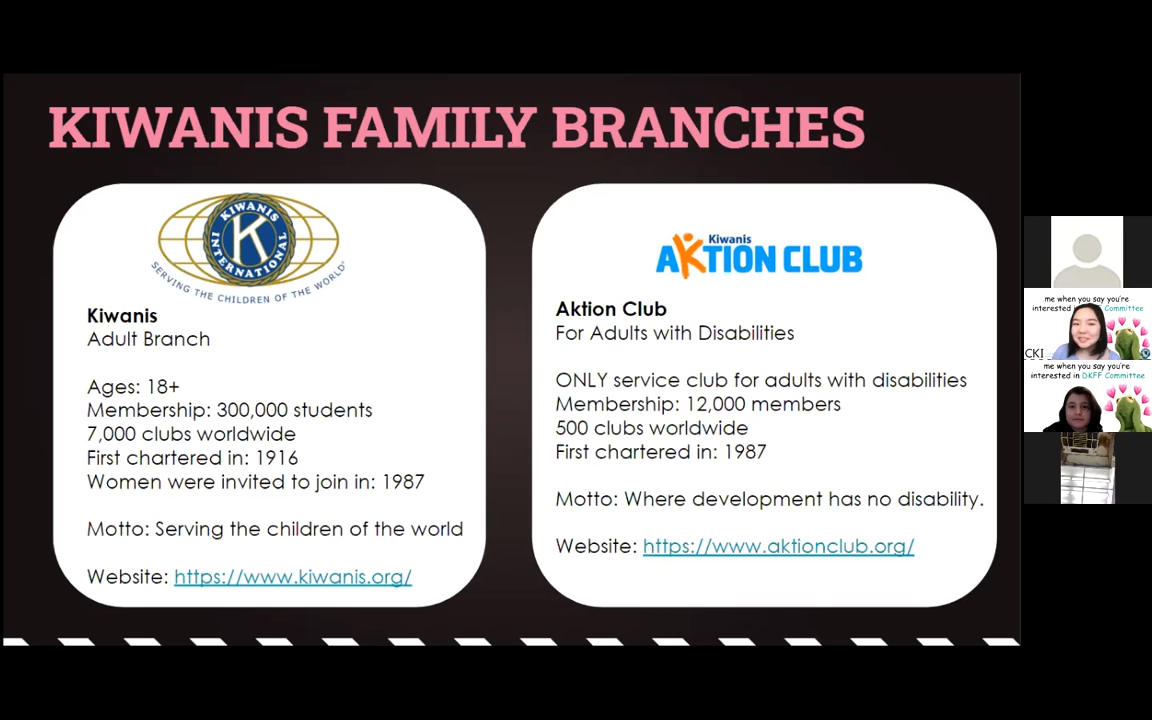 KIWANIS FAMILY BRANCHES
KIWANIS
INTERNATIONAL
K
SERVING THE CHILDREN OF THE WORLD
Kiwanis
Adult Branch
Ages: 18+
Membership: 300,000 students
7,000 clubs worldwide
First chartered in: 1916
Women were invited to join in: 1987
Motto: Serving the children of the world
Website: https://www.kiwanis.org/
Kiwanis
AKTION CLUB
Aktion Club
For Adults with Disabilities
ONLY service club for adults with disabilities
Membership: 12,000 members
500 clubs worldwide
First chartered in: 1987
Motto: Where development has no disability.
Website: https://www.aktionclub.org/
me when you say you're
interested in Committee
CKI
me when you say you're
interested in DKFF Committee